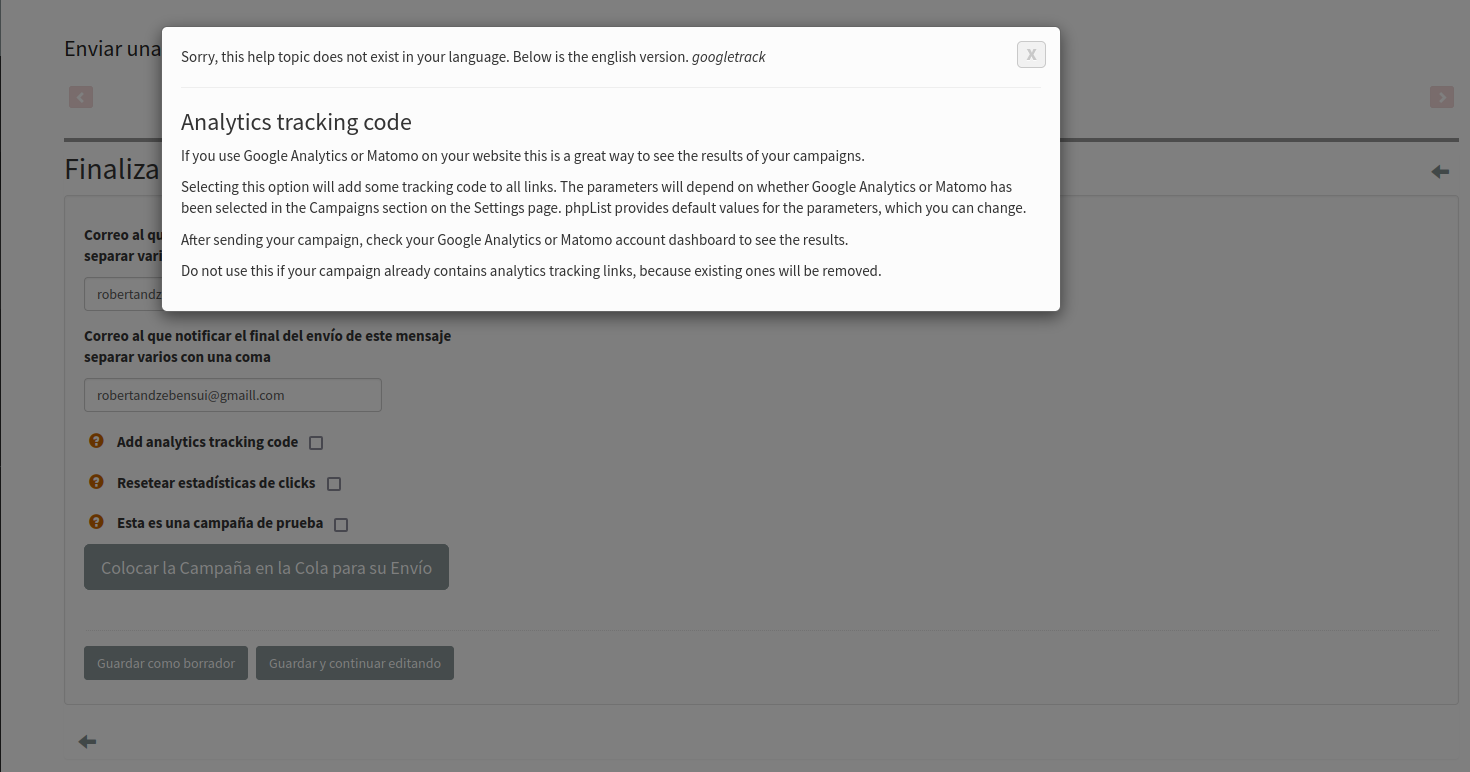 Enviar una
Sorry, this help topic does not exist in your language. Below is the english version. googletrack
X
Analytics tracking code
If you use Google Analytics or Matomo on your website this is a great way to see the results of your campaigns.
Selecting this option will add some tracking code to all links. The parameters will depend on whether Google Analytics or Matomo has
been selected in the Campaigns section on the Settings page. phpList provides default values for the parameters, which you can change.
After sending your campaign, check your Google Analytics or Matomo account dashboard to see the results.
Do not use this if your campaign already contains analytics tracking links, because existing ones will be removed.
Finaliza
Correo al qu
separar vari
robertandz
Correo al que notificar el final del envío de este mensaje
separar varios con una coma
robertandzebensui@gmaill.com
Add analytics tracking code
Resetear estadísticas de clicks
Esta es una campaña de prueba
Colocar la Campaña en la Cola para su Envío
Guardar como borrador
Guardar y continuar editando